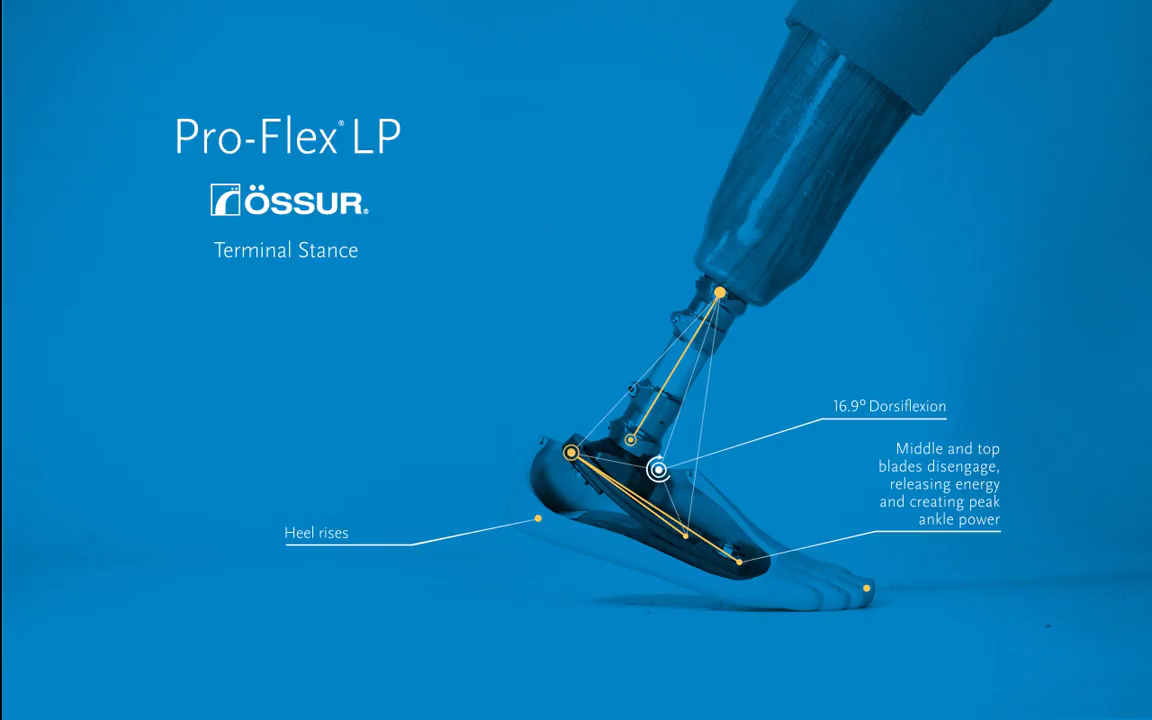 Pro-Flex® LP
ÖSSUR®
Terminal Stance
16.9° Dorsiflexion
Middle and top
blades disengage,
releasing energy
and creating peak
ankle power
Heel rises